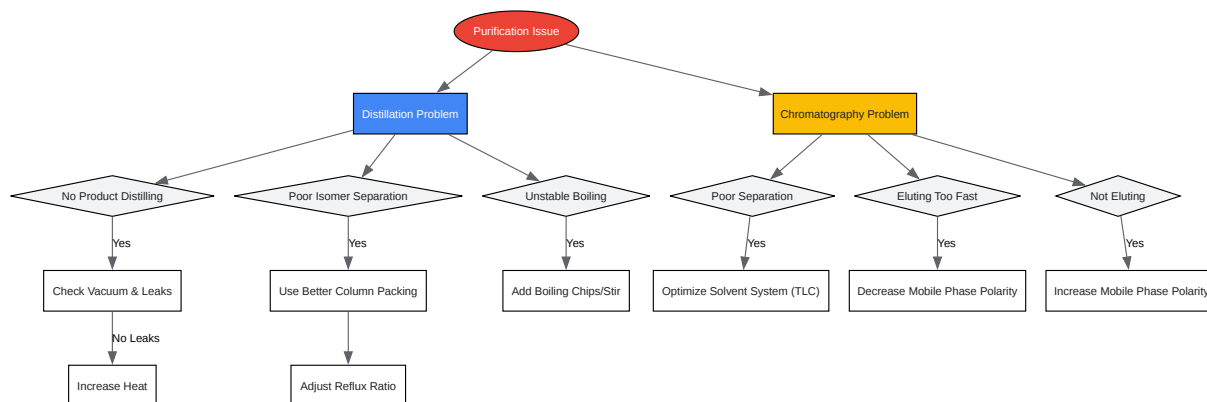 Purification Issue
Distillation Problem
Chromatography Problem
No Product Distilling
Poor Isomer Separation
Unstable Boiling
Poor Separation
Eluting Too Fast
Not Eluting
Yes
Yes
Yes
Yes
Yes
Yes
Check Vacuum & Leaks
Use Better Column Packing
Add Boiling Chips/Stir
Optimize Solvent System (TLC)
Decrease Mobile Phase Polarity
Increase Mobile Phase Polarity
No Leaks
Increase Heat
Adjust Reflux Ratio